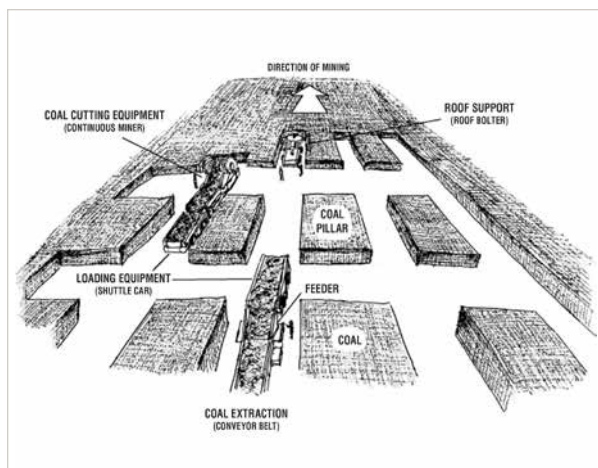 DIRECTION OF MINING
COAL CUTTING EQUIPMENT
(CONTINUOUS MINER)
ROOF SUPPORT
(ROOF BOLTER)
COAL
PILLAR
LOADING EQUIPMENT
(SHUTTLE CAR)
FEEDER
COAL
COAL EXTRACTION
(CONVEYOR BELT)